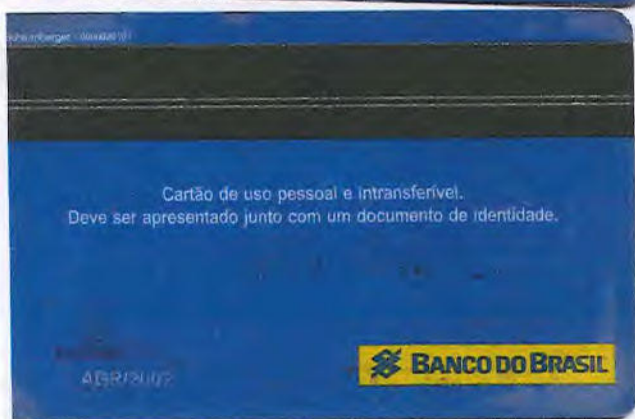 Cartão de uso pessoal e intransferível.
Deve ser apresentado junto com um documento de identidade.
BANCO DO BRASIL